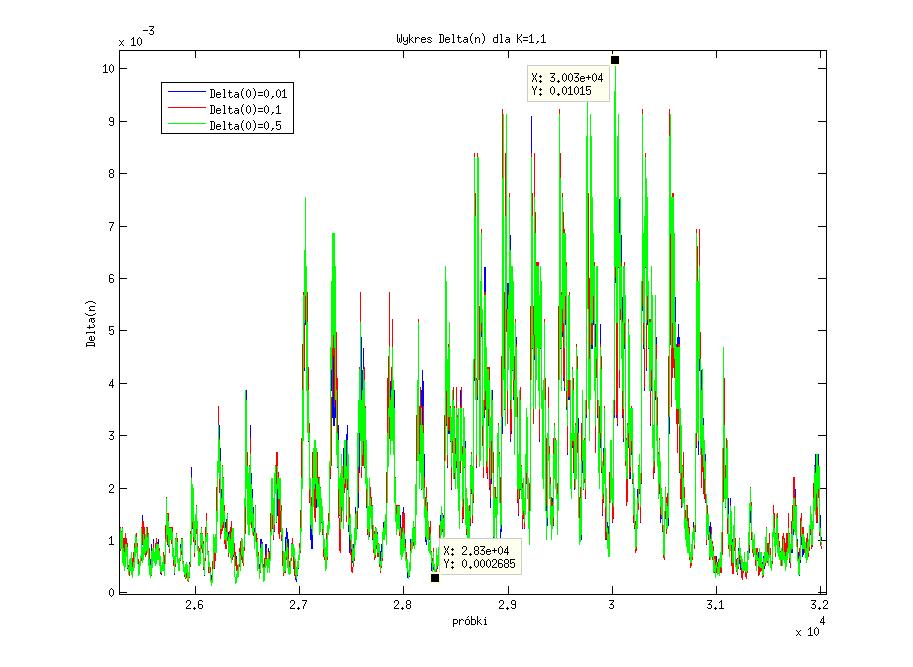 Wykres Delta(n) dla K=1,1
x 10
-3
10
9
8
7
6
5
4
3
2
1
0
Delta(n)
Delta(0)=0,01
Delta(0)=0,1
Delta(0)=0,5
X: 3.003e+04
Y: 0.01015
X: 2.83e+04
Y: 0.0002685
2.6
2.7
2.8
2.9
3
3.1
3.2
próbki
x 10
4